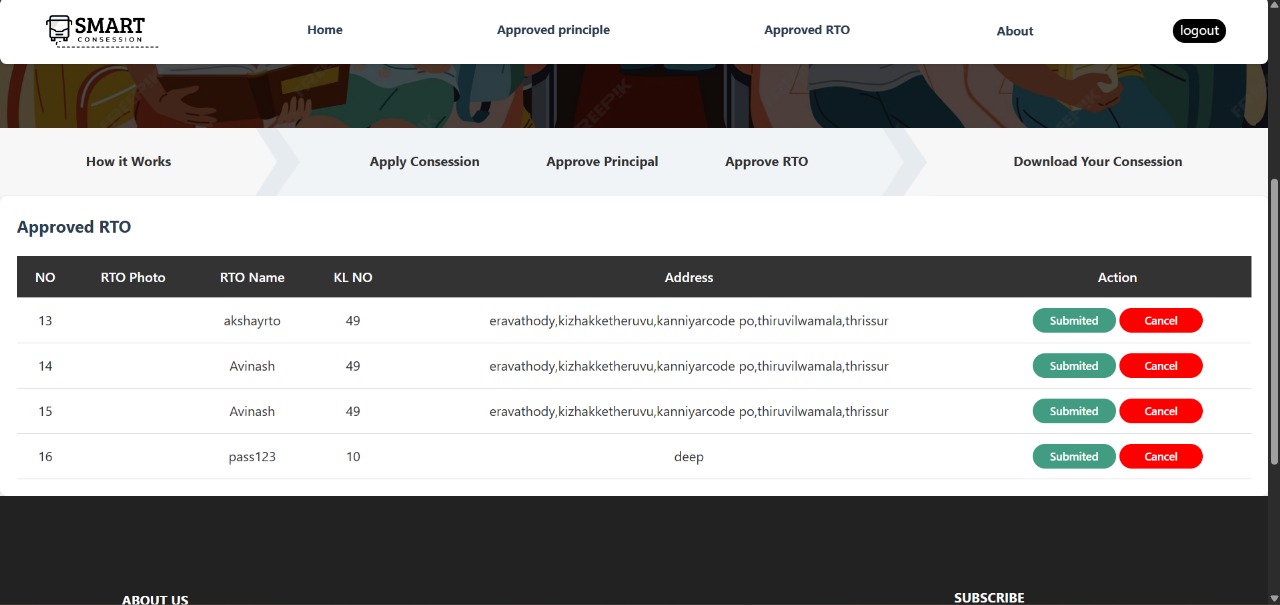 SMART
CONSESSION
Home
Approved principle
Approved RTO
About
logout
How it Works
Apply Consession
Approve Principal
Approve RTO
Download Your Consession
Approved RTO
NO RTO Photo RTO Name KL NO Address Action
13 akshayrto 49 eravathody,kizhakketheruvu,kanniyarcode po,thiruvilwamala,thrissur Submited Cancel
14 Avinash 49 eravathody,kizhakketheruvu,kanniyarcode po,thiruvilwamala,thrissur Submited Cancel
15 Avinash 49 eravathody,kizhakketheruvu,kanniyarcode po,thiruvilwamala,thrissur Submited Cancel
16 pass123 10 deep Submited Cancel
ABOUT US
SUBSCRIBE